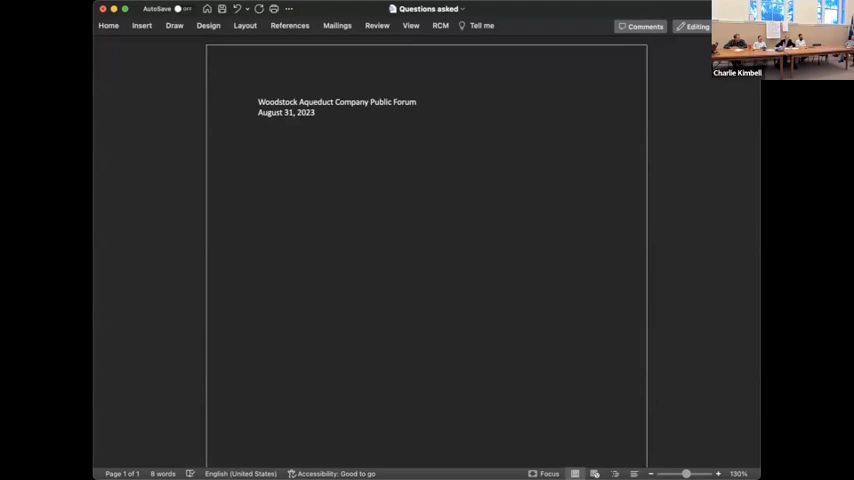 AutoSave OFF
Questions asked
Home Insert Draw Design Layout References Mailings Review View RCM Tell me
Comments
Editing
Charlie Kimbell
Woodstock Aqueduct Company Public Forum
August 31, 2023
Page 1 of 1 8 words English (United States) Accessibility: Good to go Focus 130%